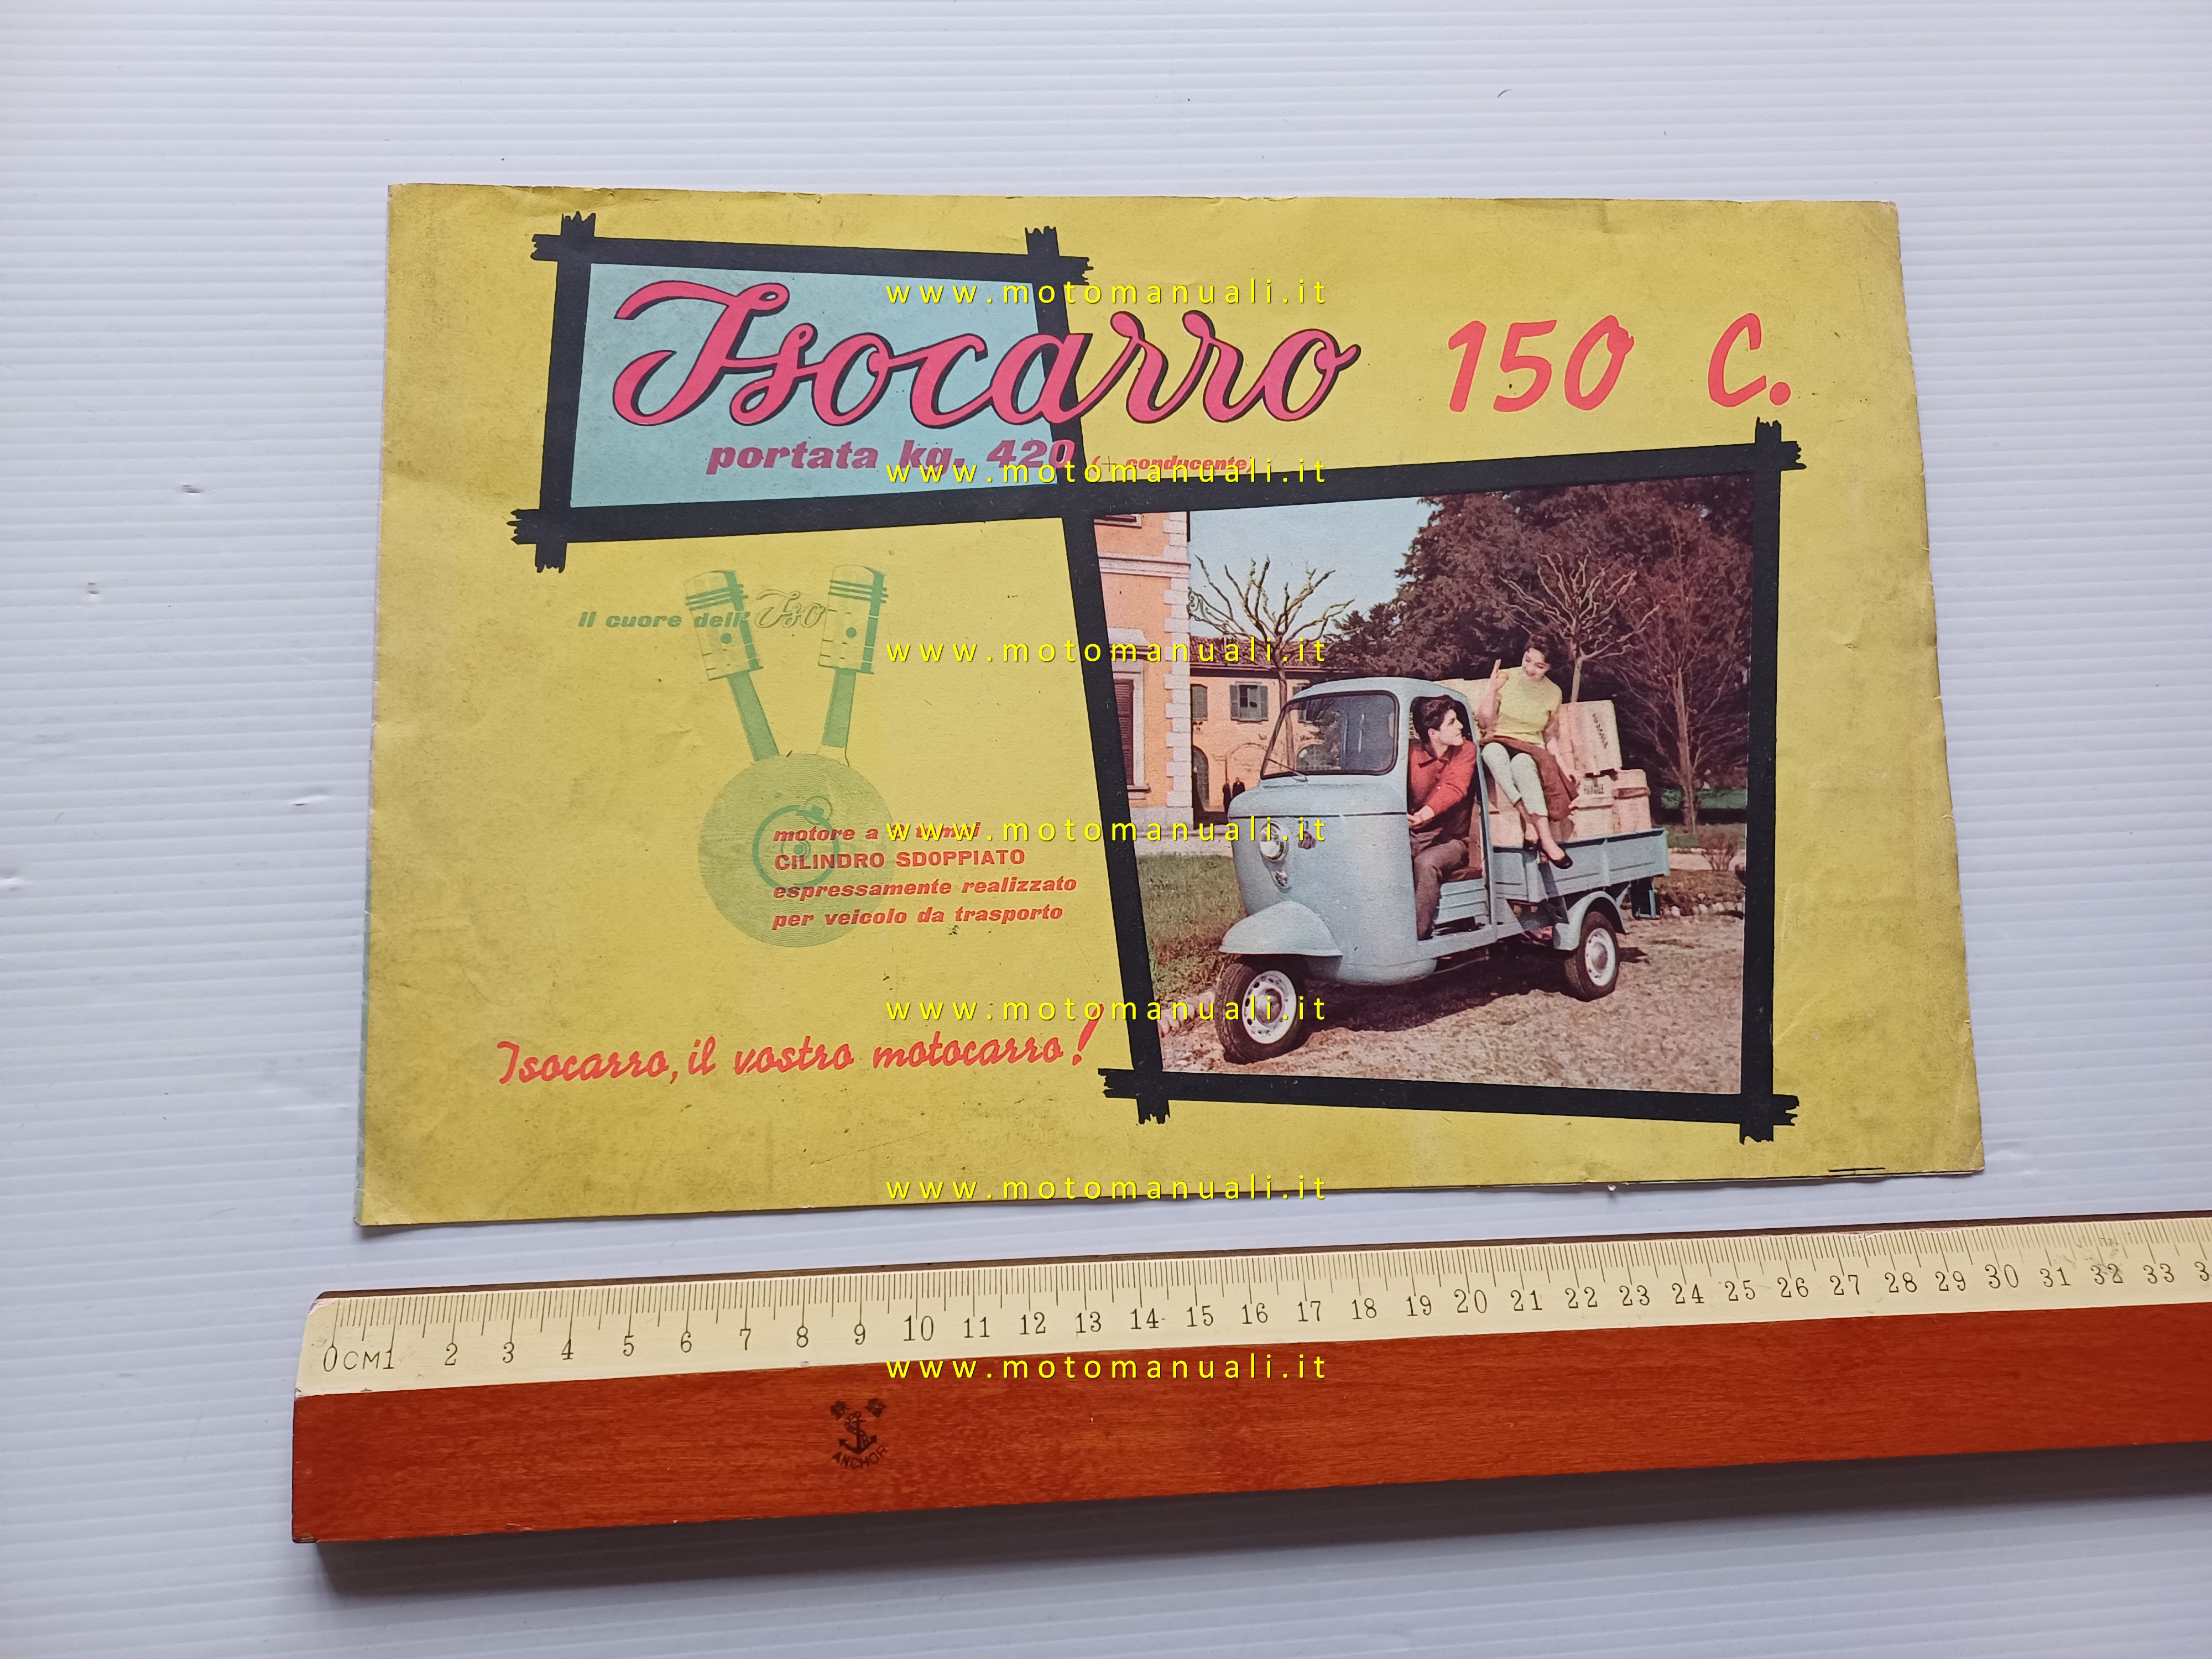 www.motomanuali.it
Isocarro 150 C.
portata kg. 420 (+ conducente)
www.motomanuali.it
Il cuore dell'Iso
www.motomanuali.it
motore a 2 tempi
www.motomanuali.it
CILINDRO SDOPPIATO
espressamente realizzato
per veicolo da trasporto
www.motomanuali.it
Isocarro, il vostro motocarro!
www.motomanuali.it
0CM1 2 3 4 5 6 7 8 9 10 11 12 13 14 15 16 17 18 19 20 21 22 23 24 25 26 27 28 29 30 31 32 33 3
www.motomanuali.it
ANCHOR